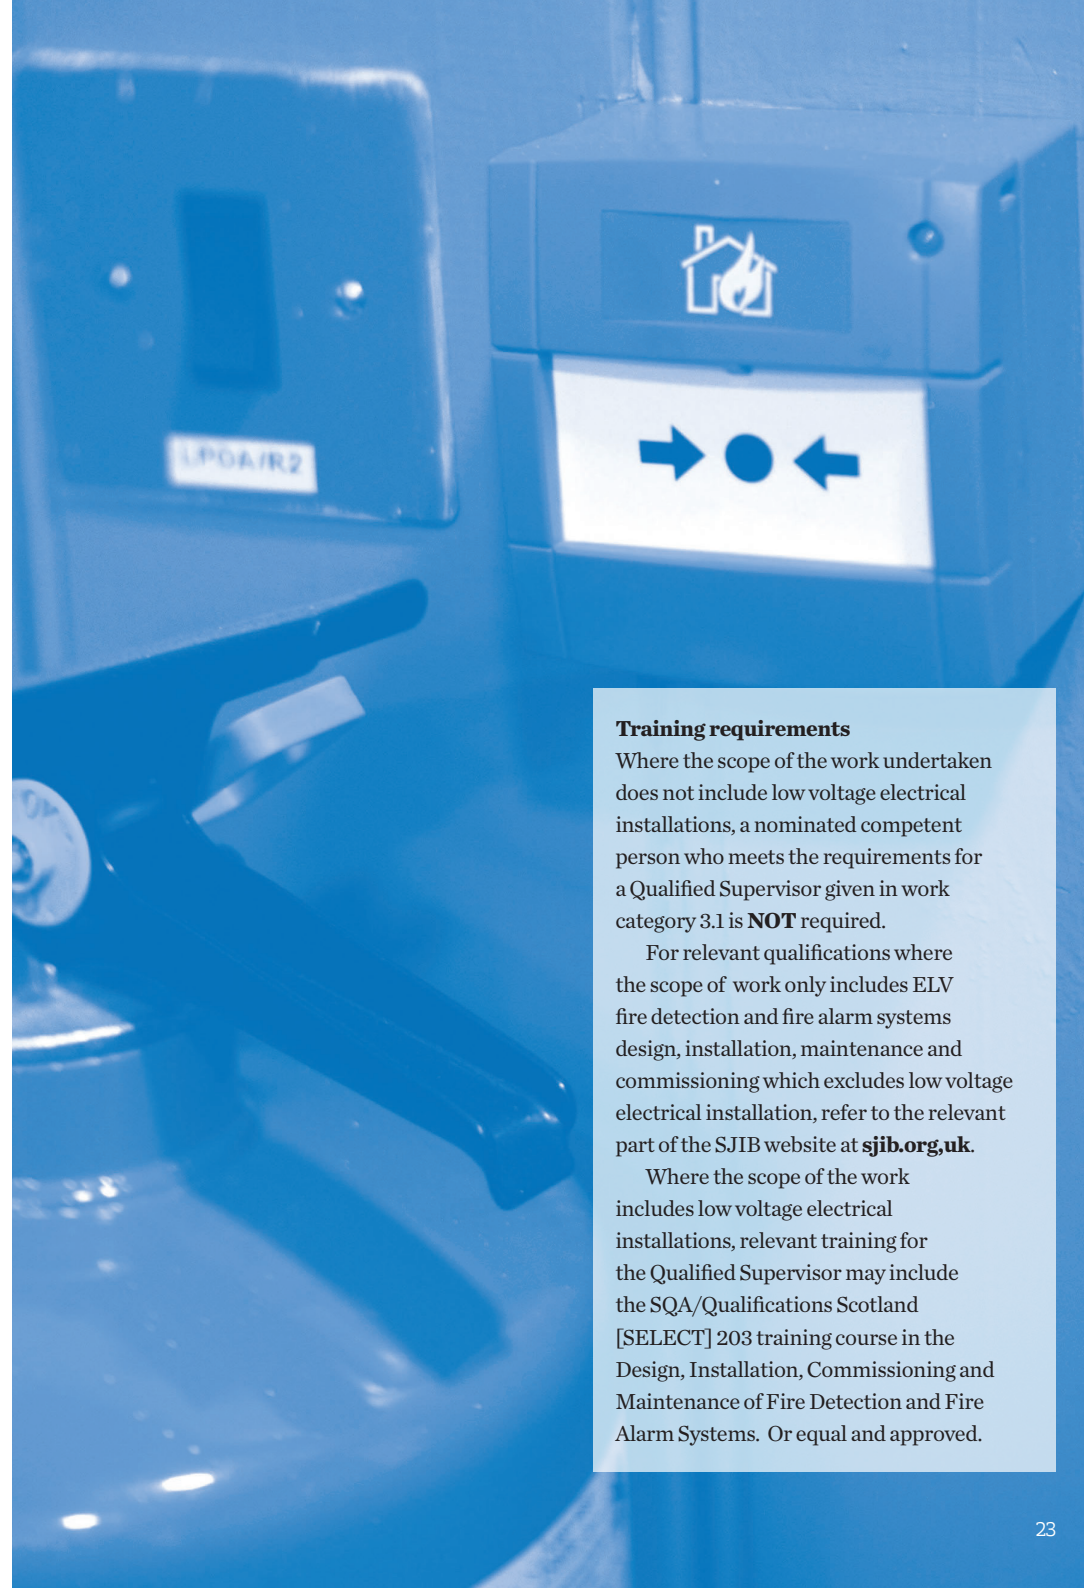 LPOA/R2
Training requirements
Where the scope of the work undertaken
does not include low voltage electrical
installations, a nominated competent
person who meets the requirements for
a Qualified Supervisor given in work
category 3.1 is NOT required.
For relevant qualifications where
the scope of work only includes ELV
fire detection and fire alarm systems
design, installation, maintenance and
commissioning which excludes low voltage
electrical installation, refer to the relevant
part of the SJIB website at sjib.org,uk.
Where the scope of the work
includes low voltage electrical
installations, relevant training for
the Qualified Supervisor may include
the SQA/Qualifications Scotland
[SELECT] 203 training course in the
Design, Installation, Commissioning and
Maintenance of Fire Detection and Fire
Alarm Systems. Or equal and approved.
23